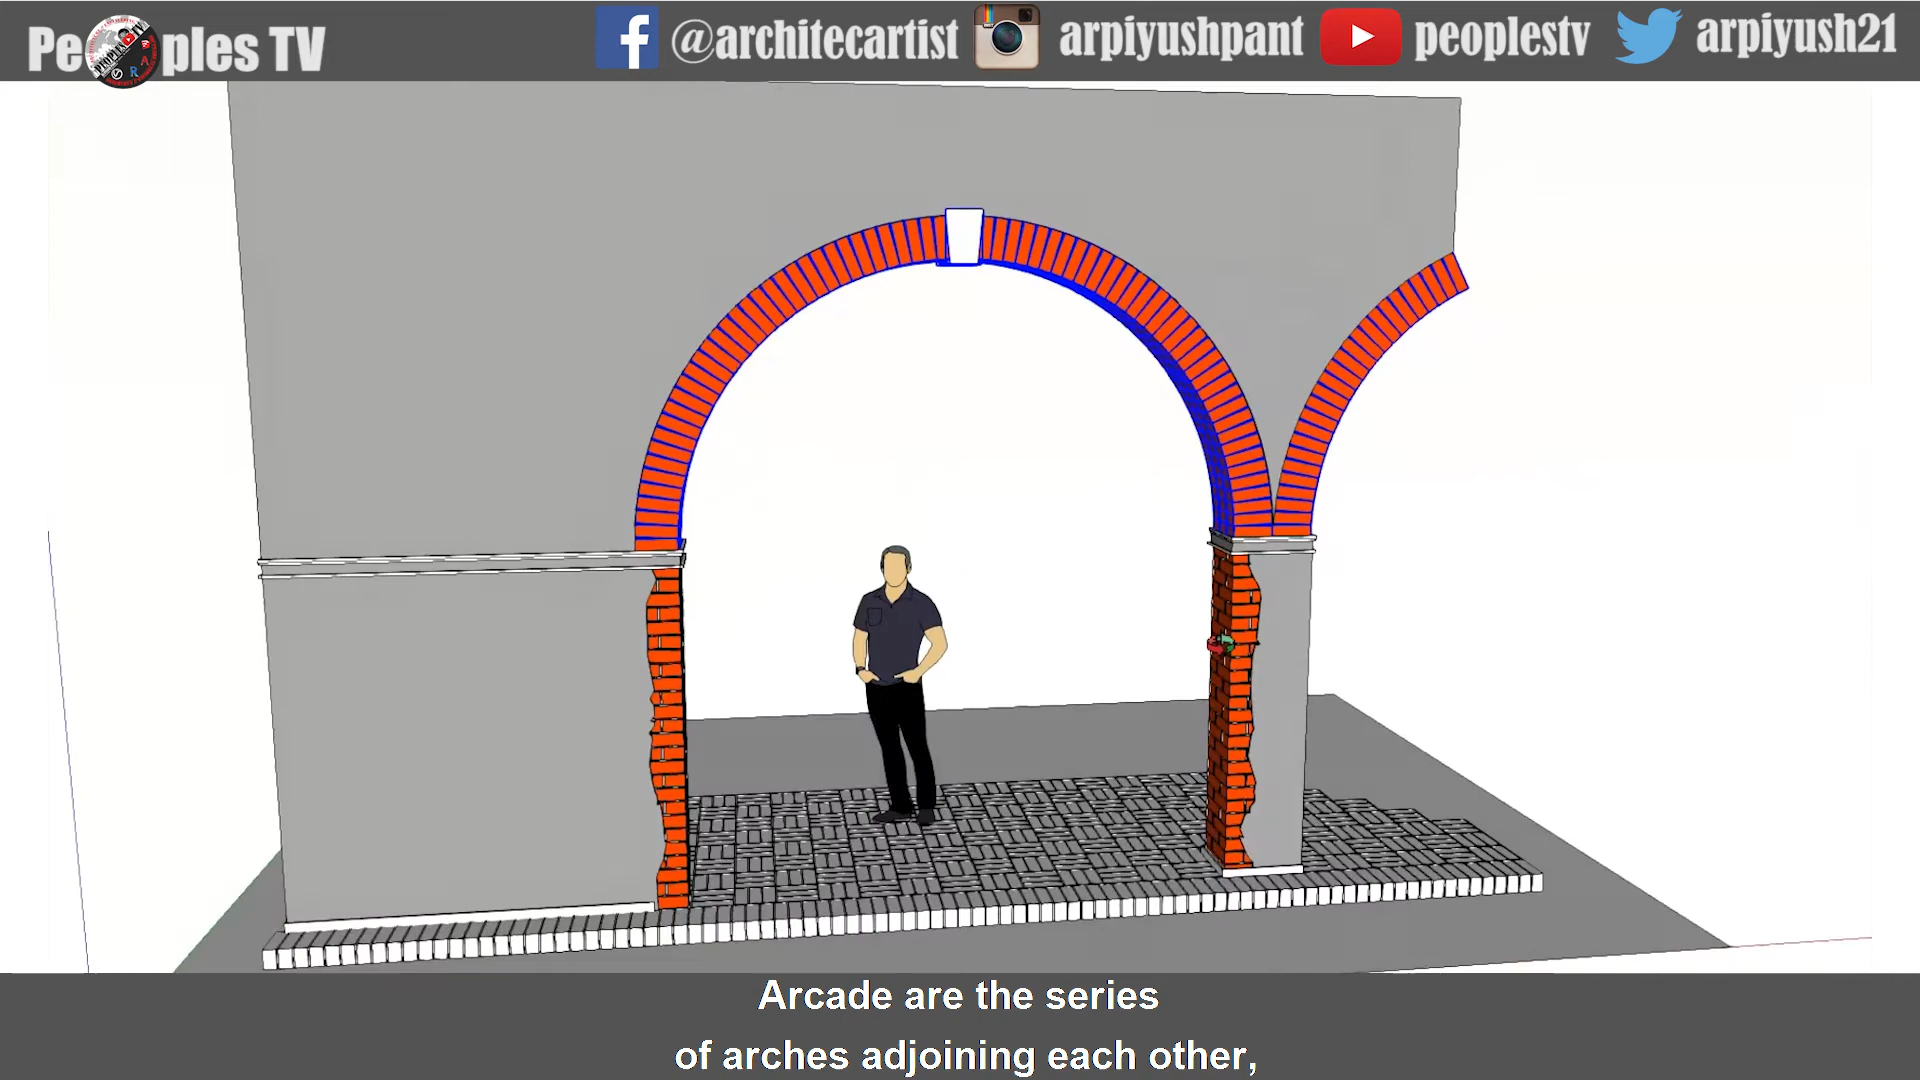 Peoples TV
@architecartist arpiyushpant peoplestv arpiyush21
Arcade are the series
of arches adjoining each other,